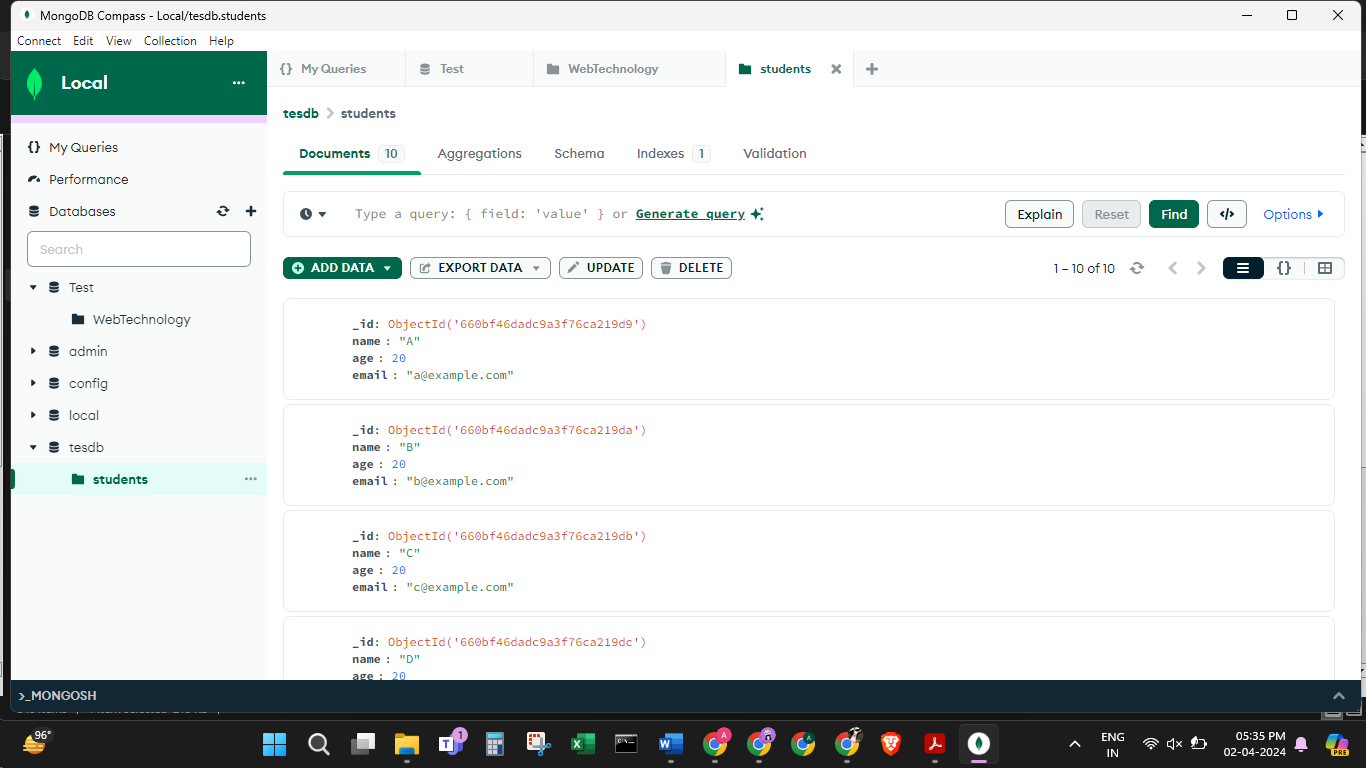 MongoDB Compass - Local/tesdb.students
Connect Edit View Collection Help
Local
My Queries
Performance
Databases
Search
Test
WebTechnology
admin
config
local
tesdb
students
{} My Queries
Test
WebTechnology
students
tesdb > students
Documents 10 Aggregations Schema Indexes 1 Validation
Type a query: { field: 'value' } or Generate query
Explain Reset Find </> Options
ADD DATA EXPORT DATA UPDATE DELETE
1 – 10 of 10
{}
_id: ObjectId('660bf46dadc9a3f76ca219d9')
name : "A"
age : 20
email : "a@example.com"
_id: ObjectId('660bf46dadc9a3f76ca219da')
name : "B"
age : 20
email : "b@example.com"
_id: ObjectId('660bf46dadc9a3f76ca219db')
name : "C"
age : 20
email : "c@example.com"
_id: ObjectId('660bf46dadc9a3f76ca219dc')
name : "D"
age : 20
>_MONGOSH
96°
1
A
A
ENG
IN
05:35 PM
02-04-2024
PRE